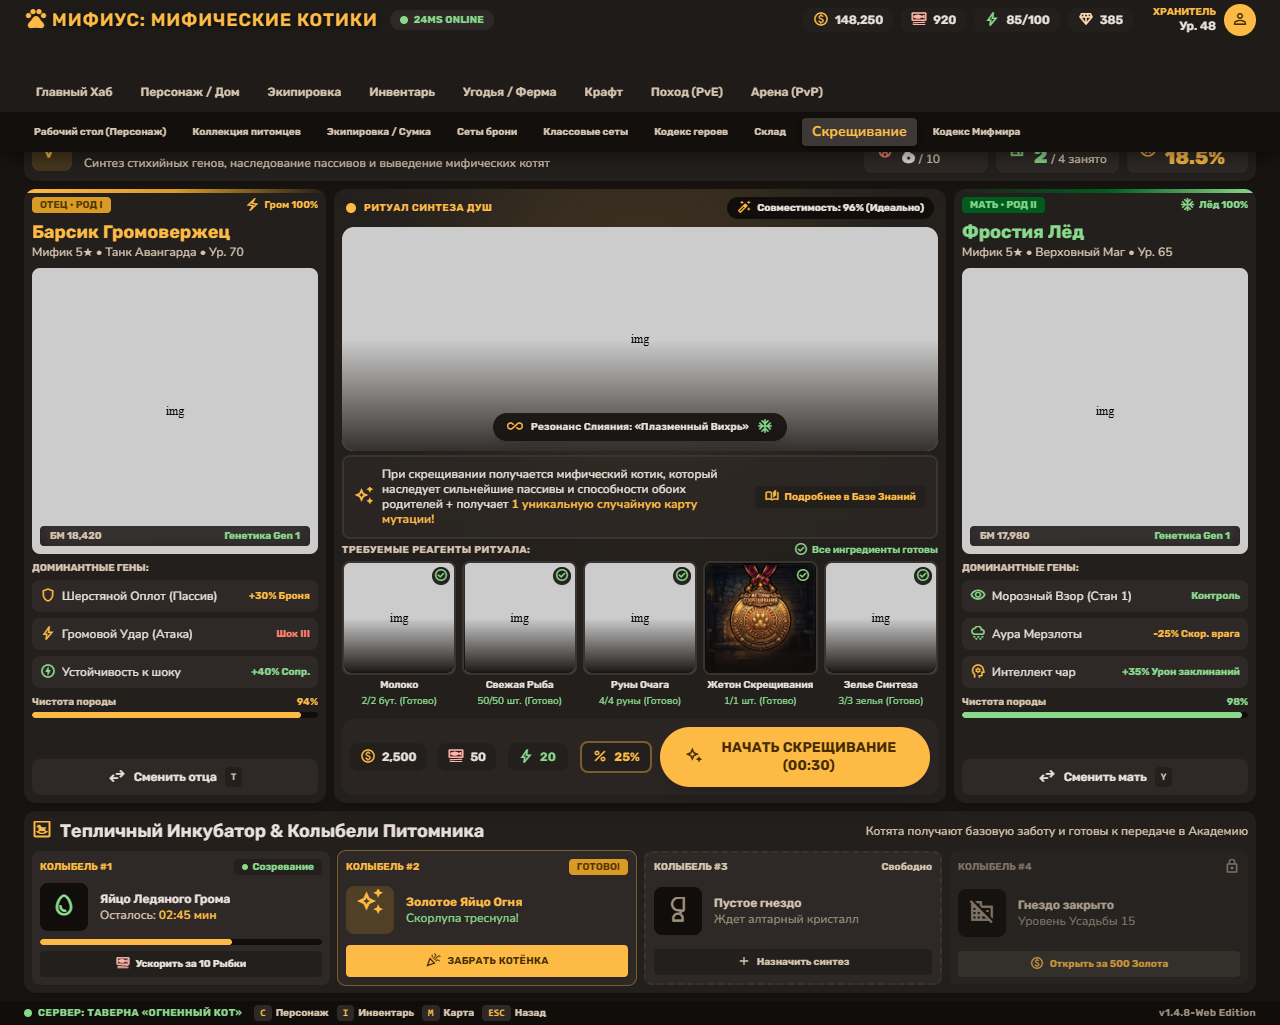 МИФИУС: МИФИЧЕСКИЕ КОТИКИ
24MS ONLINE
148,250
920
85/100
385
ХРАНИТЕЛЬ
Ур. 48
Главный Хаб
Персонаж / Дом
Экипировка
Инвентарь
Угодья / Ферма
Крафт
Поход (PvE)
Арена (PvP)
Рабочий стол (Персонаж)
Коллекция питомцев
Экипировка / Сумка
Сеты брони
Классовые сеты
Кодекс героев
Склад
Скрещивание
Кодекс Мифмира
Синтез стихийных генов, наследование пассивов и выведение мифических котят
/ 10
2 / 4 занято
18.5%
ОТЕЦ • РОД I
Гром 100%
Барсик Громовержец
Мифик 5★ • Танк Авангарда • Ур. 70
img
БМ 18,420
Генетика Gen 1
ДОМИНАНТНЫЕ ГЕНЫ:
Шерстяной Оплот (Пассив)
+30% Броня
Громовой Удар (Атака)
Шок III
Устойчивость к шоку
+40% Сопр.
Чистота породы
94%
Сменить отца
T
РИТУАЛ СИНТЕЗА ДУШ
Совместимость: 96% (Идеально)
img
Резонанс Слияния: «Плазменный Вихрь»
При скрещивании получается мифический котик, который
наследует сильнейшие пассивы и способности обоих
родителей + получает 1 уникальную случайную карту
мутации!
Подробнее в Базе Знаний
ТРЕБУЕМЫЕ РЕАГЕНТЫ РИТУАЛА:
Все ингредиенты готовы
img
img
img
img
Молоко
Свежая Рыба
Руны Очага
Жетон Скрещивания
Зелье Синтеза
2/2 бут. (Готово)
50/50 шт. (Готово)
4/4 руны (Готово)
1/1 шт. (Готово)
3/3 зелья (Готово)
2,500
50
20
25%
НАЧАТЬ СКРЕЩИВАНИЕ
(00:30)
МАТЬ • РОД II
Лёд 100%
Фростия Лёд
Мифик 5★ • Верховный Маг • Ур. 65
img
БМ 17,980
Генетика Gen 1
ДОМИНАНТНЫЕ ГЕНЫ:
Морозный Взор (Стан 1)
Контроль
Аура Мерзлоты
-25% Скор. врага
Интеллект чар
+35% Урон заклинаний
Чистота породы
98%
Сменить мать
Y
Тепличный Инкубатор & Колыбели Питомника
Котята получают базовую заботу и готовы к передаче в Академию
КОЛЫБЕЛЬ #1
Созревание
Яйцо Ледяного Грома
Осталось: 02:45 мин
Ускорить за 10 Рыбки
КОЛЫБЕЛЬ #2
ГОТОВО!
Золотое Яйцо Огня
Скорлупа треснула!
ЗАБРАТЬ КОТЁНКА
КОЛЫБЕЛЬ #3
Свободно
Пустое гнездо
Ждет алтарный кристалл
Назначить синтез
КОЛЫБЕЛЬ #4
Гнездо закрыто
Уровень Усадьбы 15
Открыть за 500 Золота
СЕРВЕР: ТАВЕРНА «ОГНЕННЫЙ КОТ»
C Персонаж
I Инвентарь
M Карта
ESC Назад
v1.4.8-Web Edition